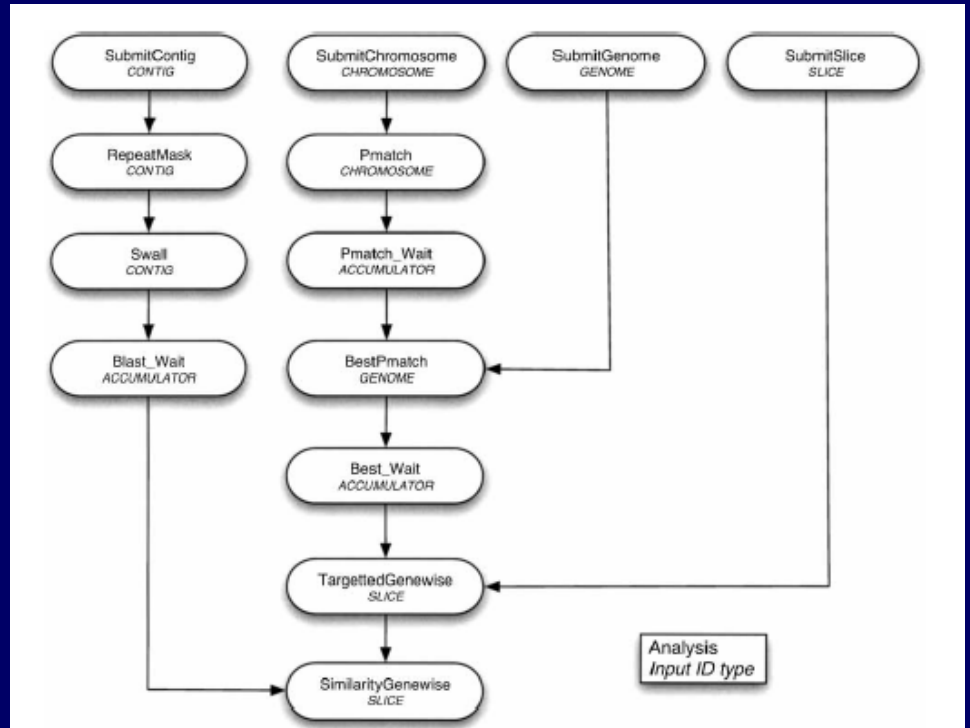 SubmitContig
CONTIG
SubmitChromosome
CHROMOSOME
SubmitGenome
GENOME
SubmitSlice
SLICE
RepeatMask
CONTIG
Pmatch
CHROMOSOME
Swall
CONTIG
Pmatch_Wait
ACCUMULATOR
Blast_Wait
ACCUMULATOR
BestPmatch
GENOME
Best_Wait
ACCUMULATOR
TargettedGenewise
SLICE
Analysis
Input ID type
SimilarityGenewise
SLICE